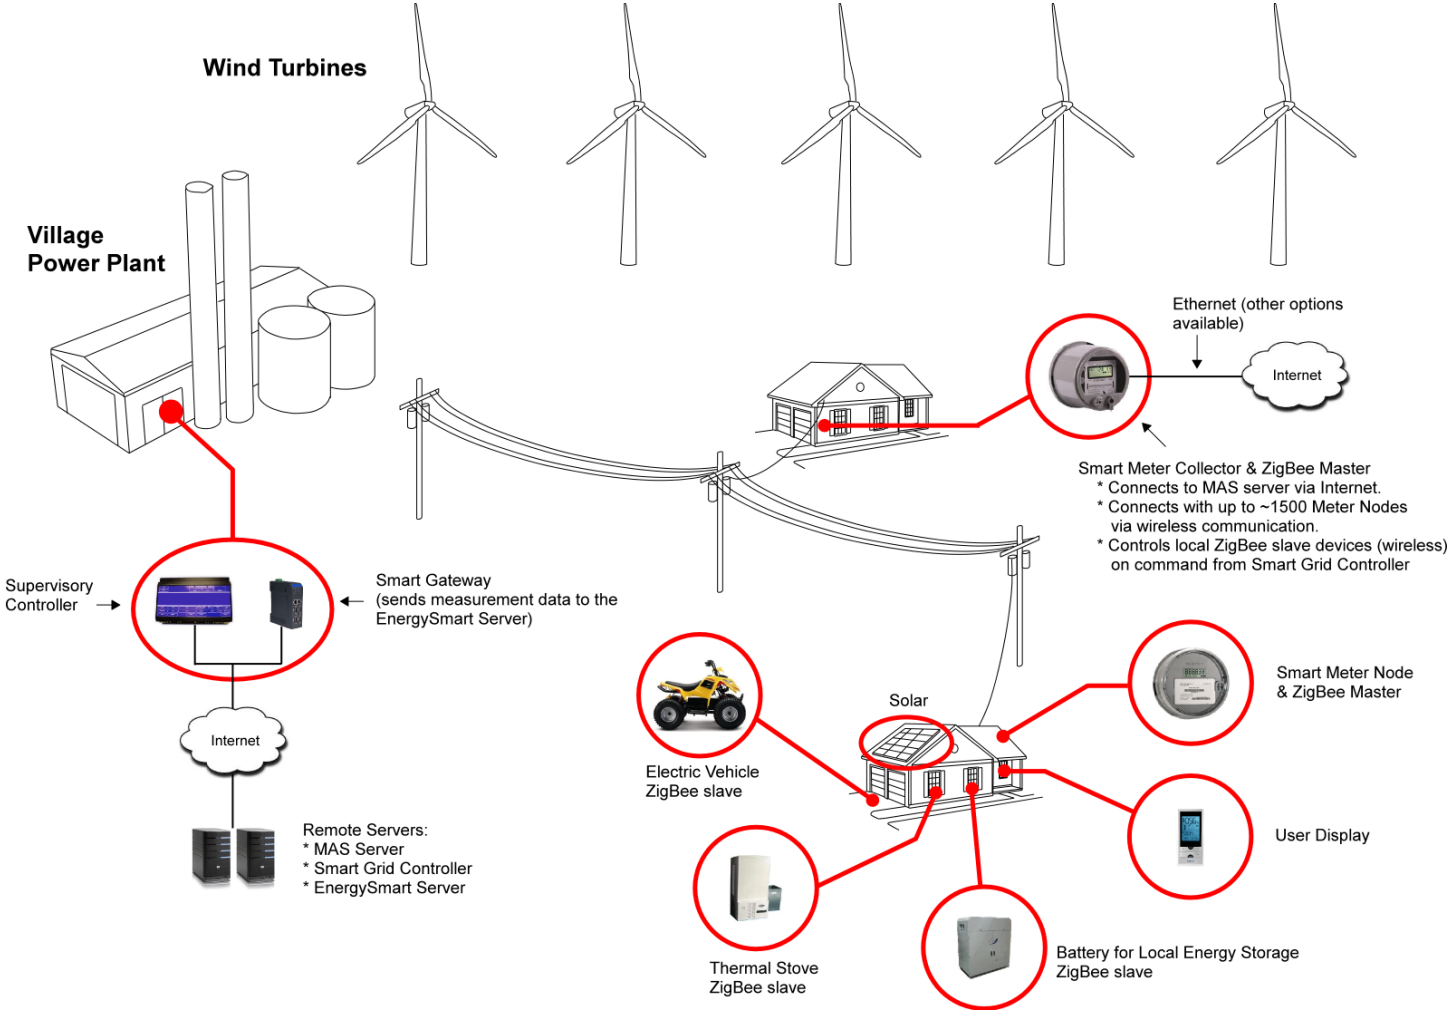 Wind Turbines
Village
Power Plant
Ethernet (other options
available)
Internet
Smart Meter Collector & ZigBee Master
* Connects to MAS server via Internet.
* Connects with up to ~1500 Meter Nodes
via wireless communication.
* Controls local ZigBee slave devices (wireless)
on command from Smart Grid Controller
Supervisory
Controller
Smart Gateway
(sends measurement data to the
EnergySmart Server)
Internet
Remote Servers:
* MAS Server
* Smart Grid Controller
* EnergySmart Server
Solar
Electric Vehicle
ZigBee slave
Smart Meter Node
& ZigBee Master
User Display
Thermal Stove
ZigBee slave
Battery for Local Energy Storage
ZigBee slave